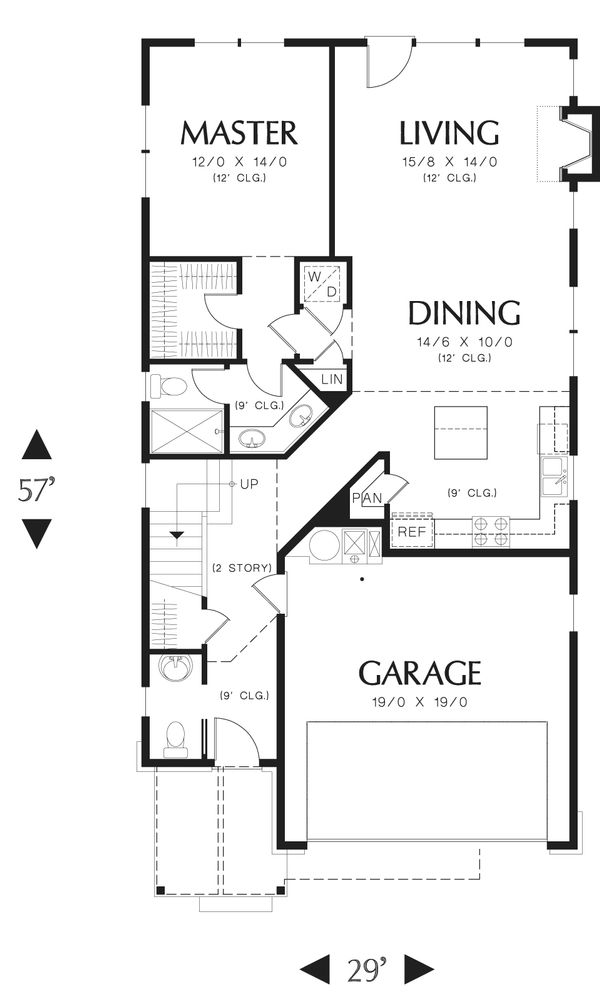 MASTER
12/0 X 14/0
(12' CLG.)
LIVING
15/8 X 14/0
(12' CLG.)
W
D
DINING
14/6 X 10/0
(12' CLG.)
LIN
(9' CLG.)
57'
UP
PAN
(9' CLG.)
REF
(2 STORY)
GARAGE
19/0 X 19/0
(9' CLG.)
29'